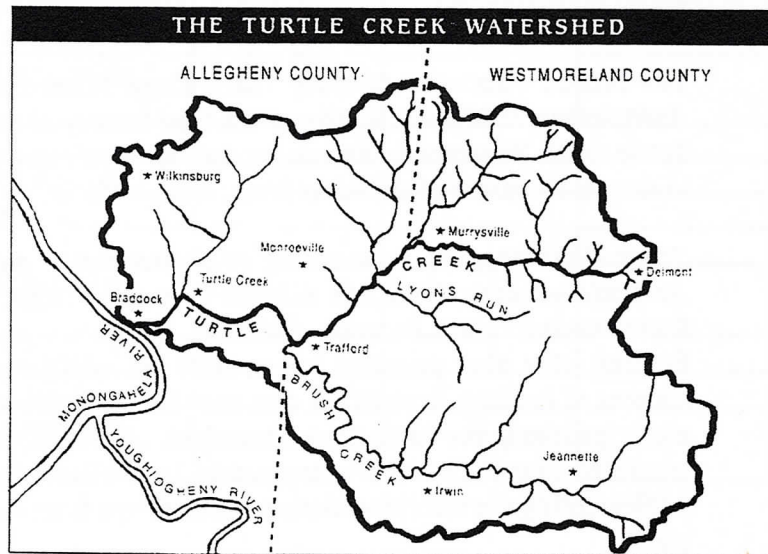 THE TURTLE CREEK WATERSHED
ALLEGHENY COUNTY
WESTMORELAND COUNTY
Wilkinsburg
Murrysville
Monroeville
CREEK
Delmont
Turtle Creek
LYONS RUN
Braddock
TURTLE
Trafford
MONONGAHELA RIVER
BRUSH CREEK
YOUGHIOGHENY RIVER
Jeannette
Irwin